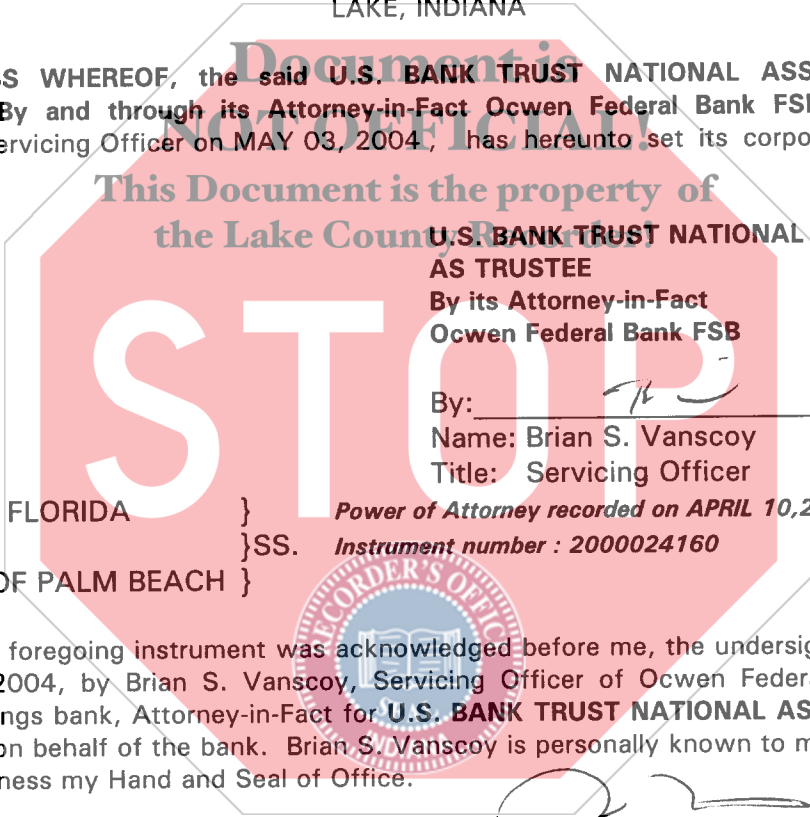 LAKE, INDIANA
Document is
SS WHEREOF, the said U.S. BANK TRUST NATIONAL ASS
By and through its Attorney-in-Fact Ocwen Federal Bank FSB
NOT OFFICIAL!
ervicing Officer on MAY 03, 2004, has hereunto set its corpo
This Document is the property of
the Lake County Recorder!
U.S. BANK TRUST NATIONAL
AS TRUSTEE
By its Attorney-in-Fact
Ocwen Federal Bank FSB
STOP
By:
Name: Brian S. Vanscoy
Title: Servicing Officer
FLORIDA }
Power of Attorney recorded on APRIL 10,2
}SS. Instrument number : 2000024160
OF PALM BEACH }
RECORDER'S OFFICE
SEAL
foregoing instrument was acknowledged before me, the undersig
2004, by Brian S. Vanscoy, Servicing Officer of Ocwen Federa
ngs bank, Attorney-in-Fact for U.S. BANK TRUST NATIONAL AS
on behalf of the bank. Brian S. Vanscoy is personally known to m
ness my Hand and Seal of Office.